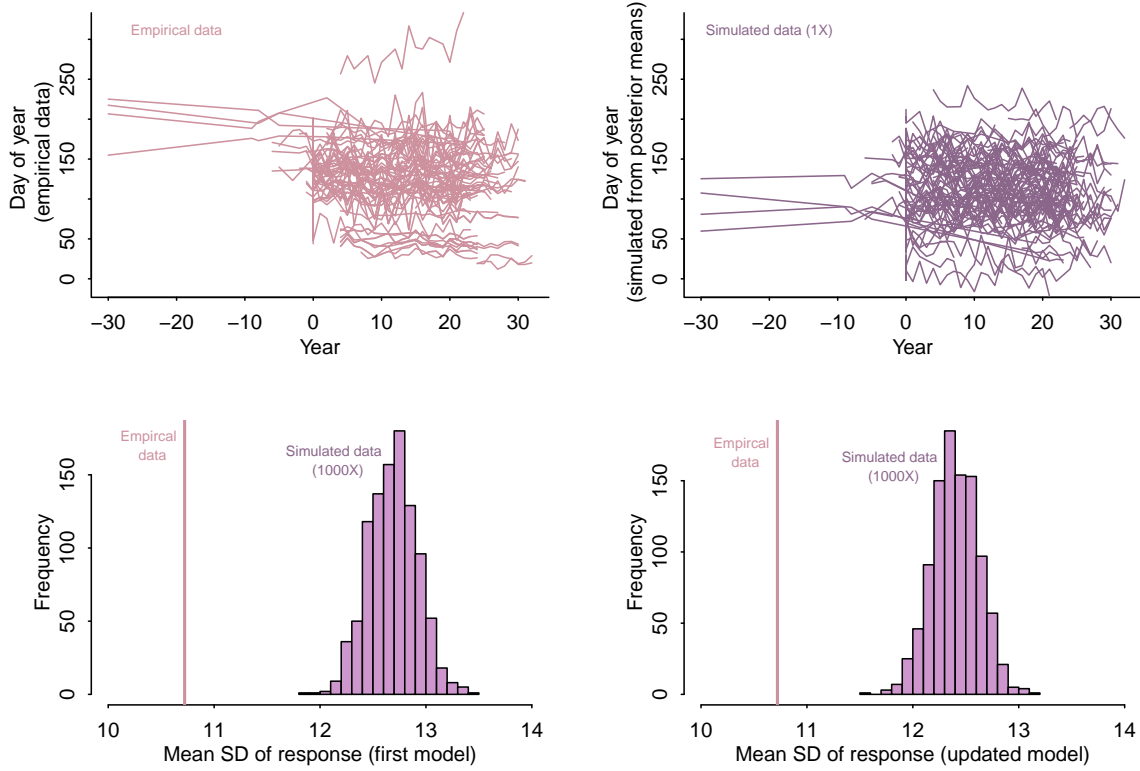 Empirical data
Day of year
(empirical data)
0
50
150
250
−30
−20
−10
0
10
20
30
Year
Simulated data (1X)
Day of year
(simulated from posterior means)
0
50
150
250
−30
−20
−10
0
10
20
30
Year
Empircal
data
Simulated data
(1000X)
Frequency
0
50
100
150
10
11
12
13
14
Mean SD of response (first model)
Empircal
data
Simulated data
(1000X)
Frequency
0
50
100
150
10
11
12
13
14
Mean SD of response (updated model)